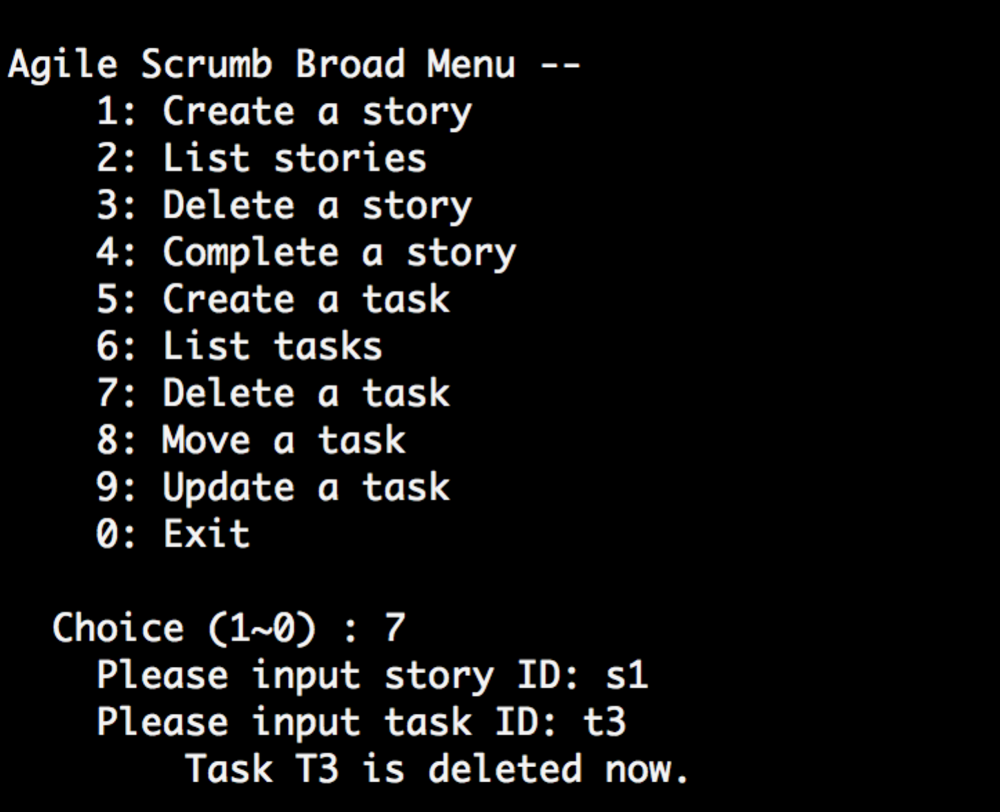 Agile Scrumb Broad Menu --
1: Create a story
2: List stories
3: Delete a story
4: Complete a story
5: Create a task
6: List tasks
7: Delete a task
8: Move a task
9: Update a task
0: Exit
Choice (1~0) : 7
Please input story ID: s1
Please input task ID: t3
Task T3 is deleted now.